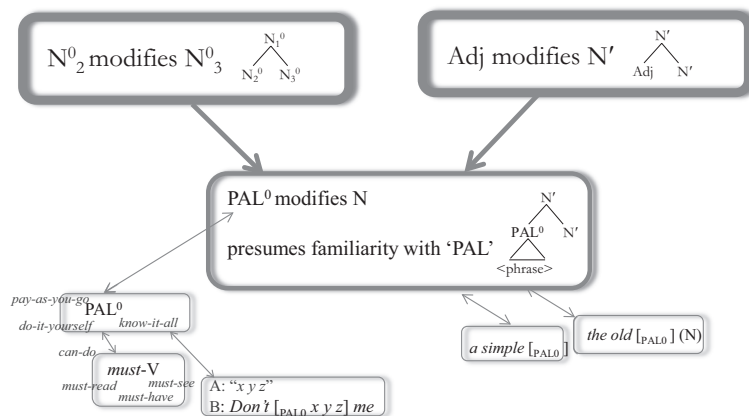 N⁰₂ modifies N⁰₃
N₁⁰
N₂⁰ N₃⁰
Adj modifies N′
N′
Adj N′
PAL⁰ modifies N
presumes familiarity with ‘PAL’
N′
PAL⁰ N′
<phrase>
pay-as-you-go
PAL⁰
do-it-yourself
know-it-all
can-do
must-V
must-read
must-see
must-have
A: “x y z”
B: Don’t [PAL0 x y z] me
a simple [PAL0]
the old [PAL0] (N)